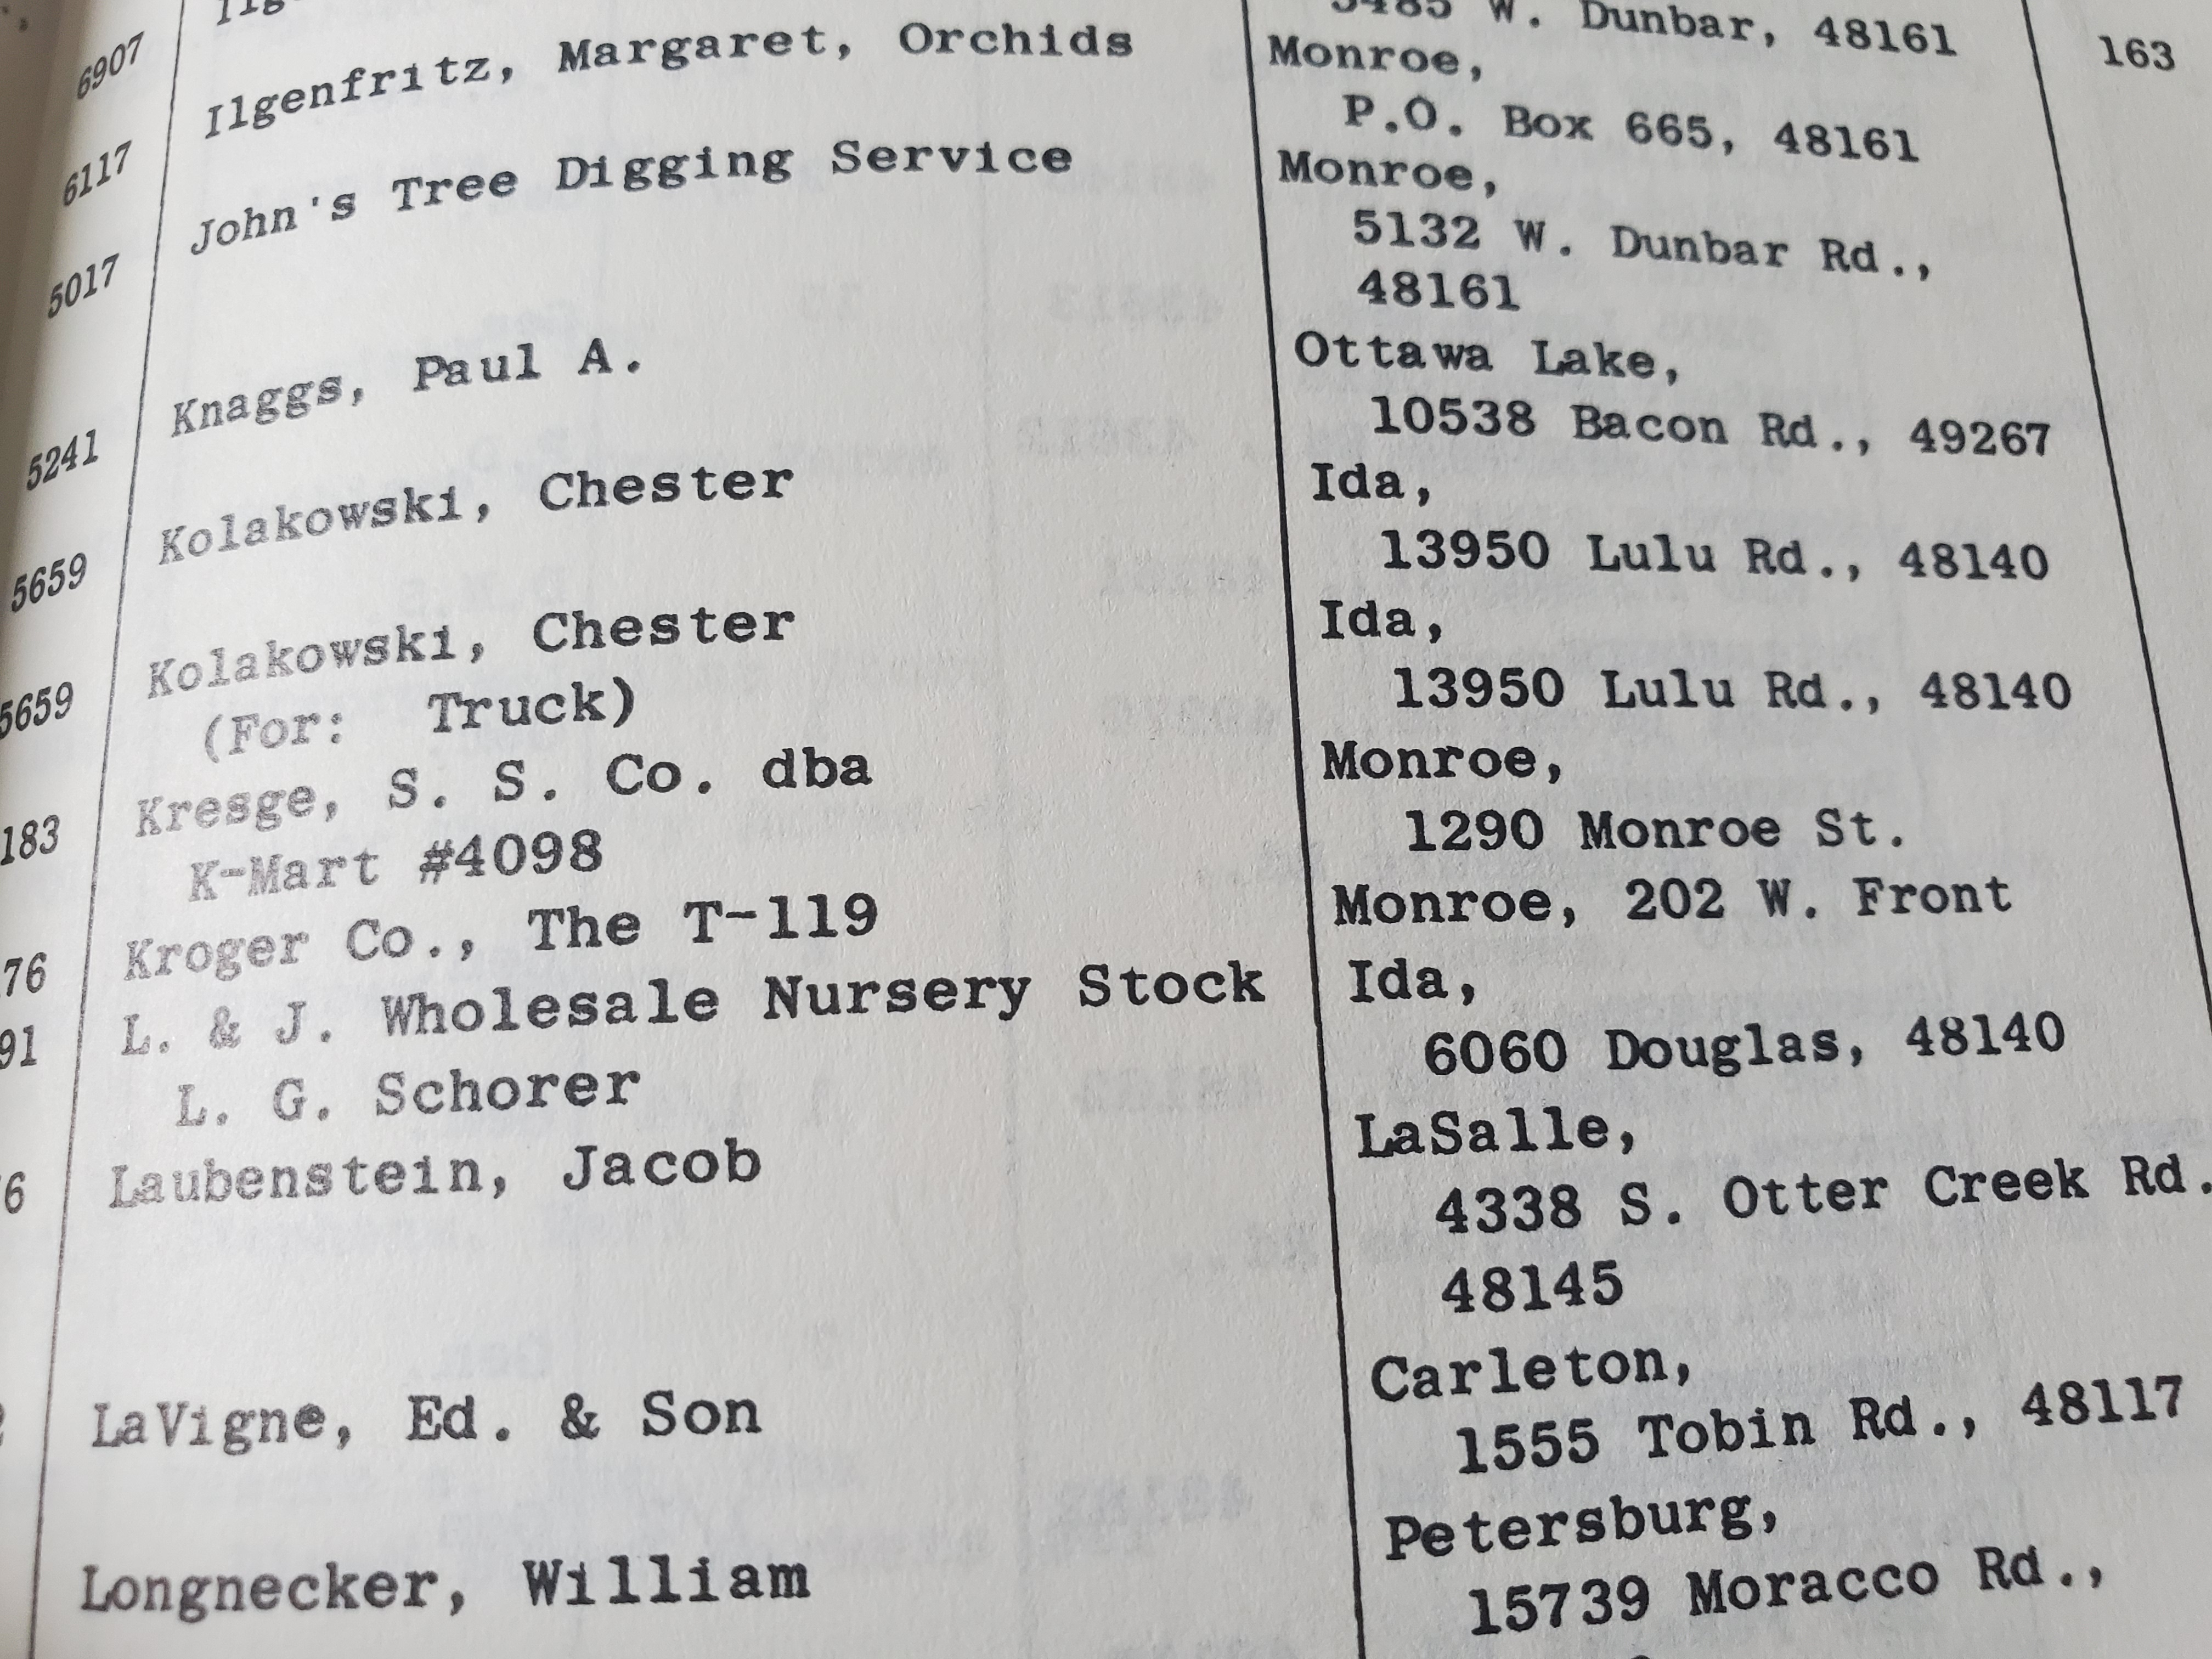 5485 W. Dunbar, 48161
6907 Ilgenfritz, Margaret, Orchids Monroe, 163
P.O. Box 665, 48161
6117 John's Tree Digging Service Monroe,
5132 W. Dunbar Rd.,
5017 48161
Knaggs, Paul A. Ottawa Lake,
10538 Bacon Rd., 49267
5241 Kolakowski, Chester Ida,
13950 Lulu Rd., 48140
5659 Kolakowski, Chester Ida,
(For: Truck) 13950 Lulu Rd., 48140
5659 Kresge, S. S. Co. dba Monroe,
K-Mart #4098 1290 Monroe St.
183 Kroger Co., The T-119 Monroe, 202 W. Front
76 L. & J. Wholesale Nursery Stock Ida,
91 L. G. Schorer 6060 Douglas, 48140
Laubenstein, Jacob LaSalle,
6 4338 S. Otter Creek Rd.
48145
LaVigne, Ed. & Son Carleton,
1555 Tobin Rd., 48117
Longnecker, William Petersburg,
15739 Moracco Rd.,